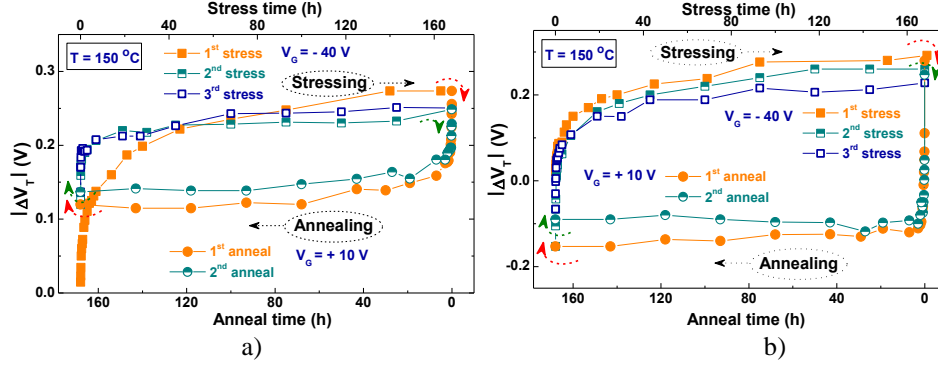 Stress time (h)
0 40 80 120 160
T = 150 °C
1st stress
2nd stress
3rd stress
VG = - 40 V
Stressing
|ΔVT| (V)
0.3
0.2
0.1
0.0
Annealing
1st anneal
2nd anneal
VG = + 10 V
160 120 80 40 0
Anneal time (h)
a)
Stress time (h)
0 40 80 120 160
T = 150 °C
Stressing
VG = - 40 V
1st stress
2nd stress
3rd stress
|ΔVT| (V)
0.4
0.2
0.0
-0.2
VG = + 10 V
1st anneal
2nd anneal
Annealing
160 120 80 40 0
Anneal time (h)
b)